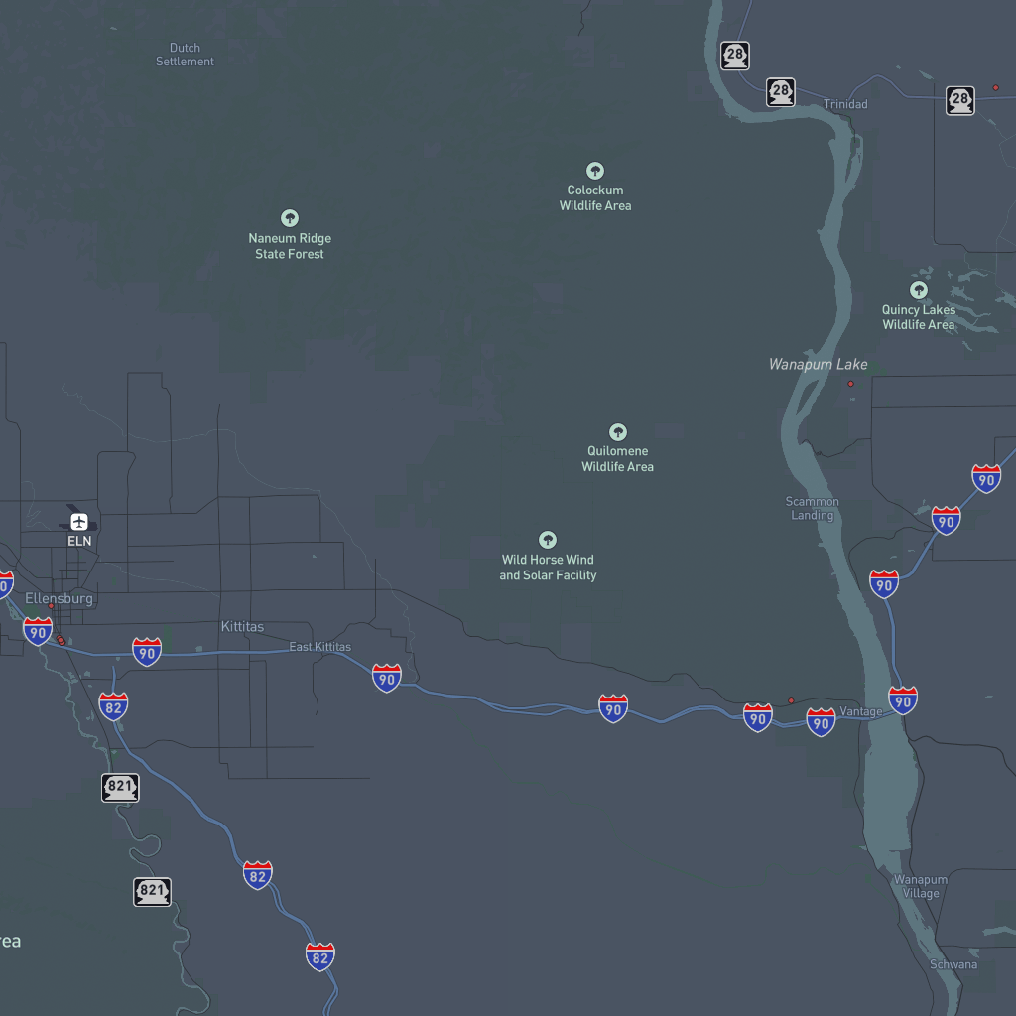 Dutch
Settlement
28
28
28
Trinidad
Colockum
Wildlife Area
Naneum Ridge
State Forest
Quincy Lakes
Wildlife Area
Wanapum Lake
Quilomene
Wildlife Area
90
Scammon
Landing
90
ELN
Wild Horse Wind
and Solar Facility
90
Ellensburg
90
Kittitas
90
East Kittitas
90
82
90
90
90
Vantage
90
821
82
821
Wanapum
Village
rea
82
Schwana